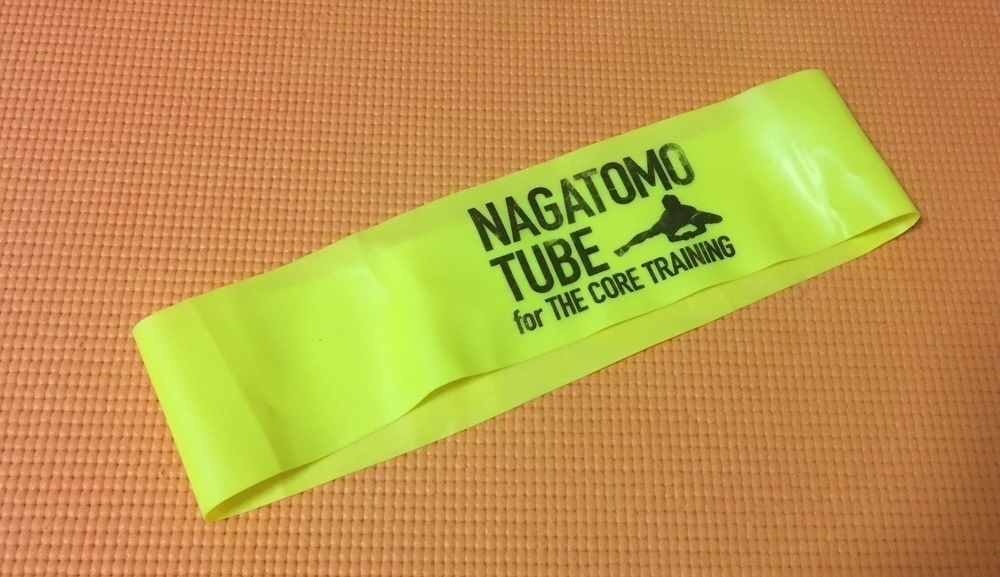 NAGATOMO
TUBE
for THE CORE TRAINING